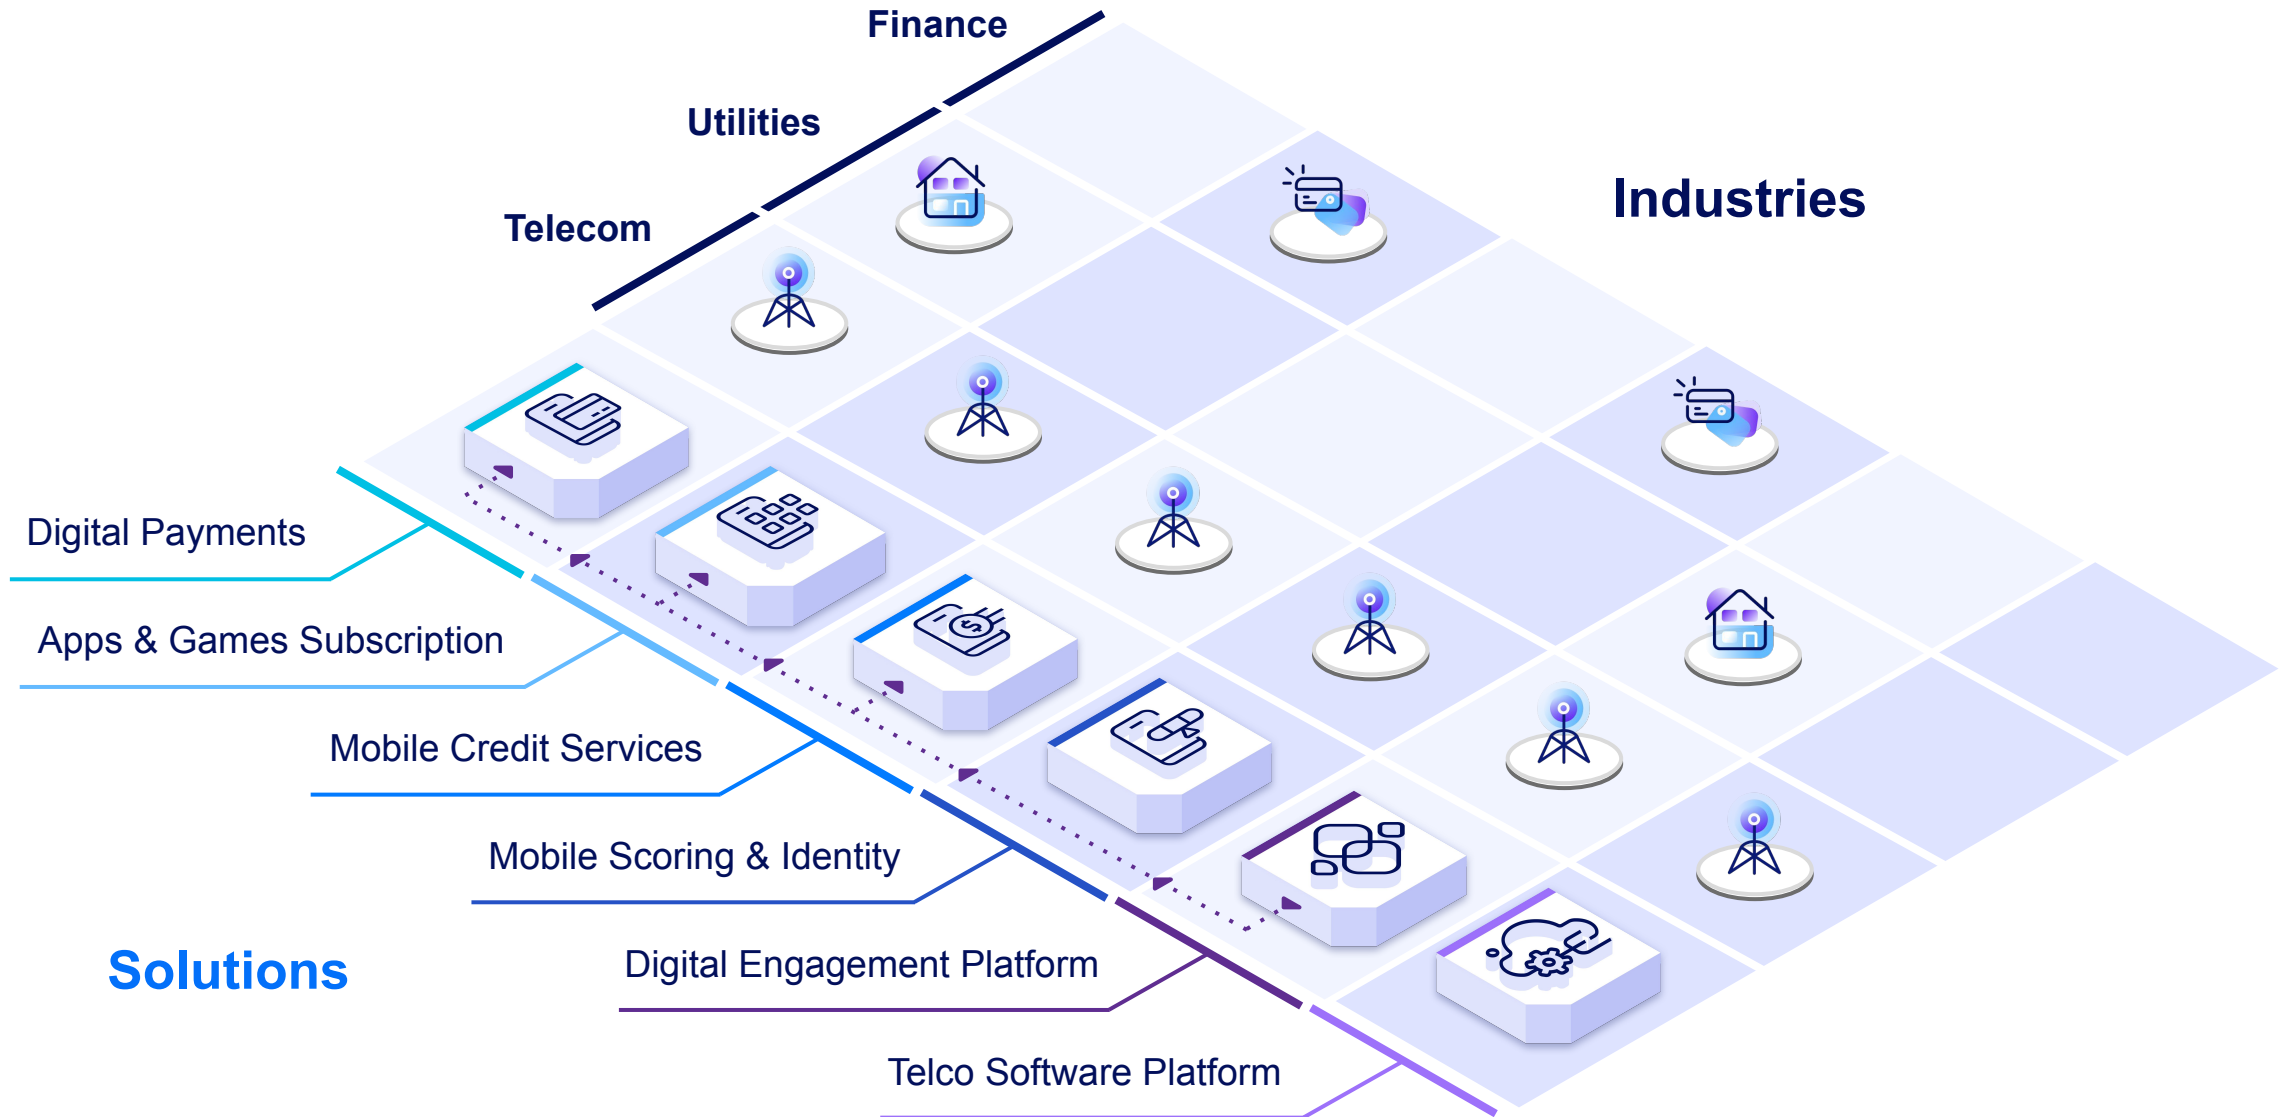 Finance
Utilities
Industries
Telecom
Digital Payments
Apps & Games Subscription
Mobile Credit Services
Mobile Scoring & Identity
Solutions
Digital Engagement Platform
Telco Software Platform